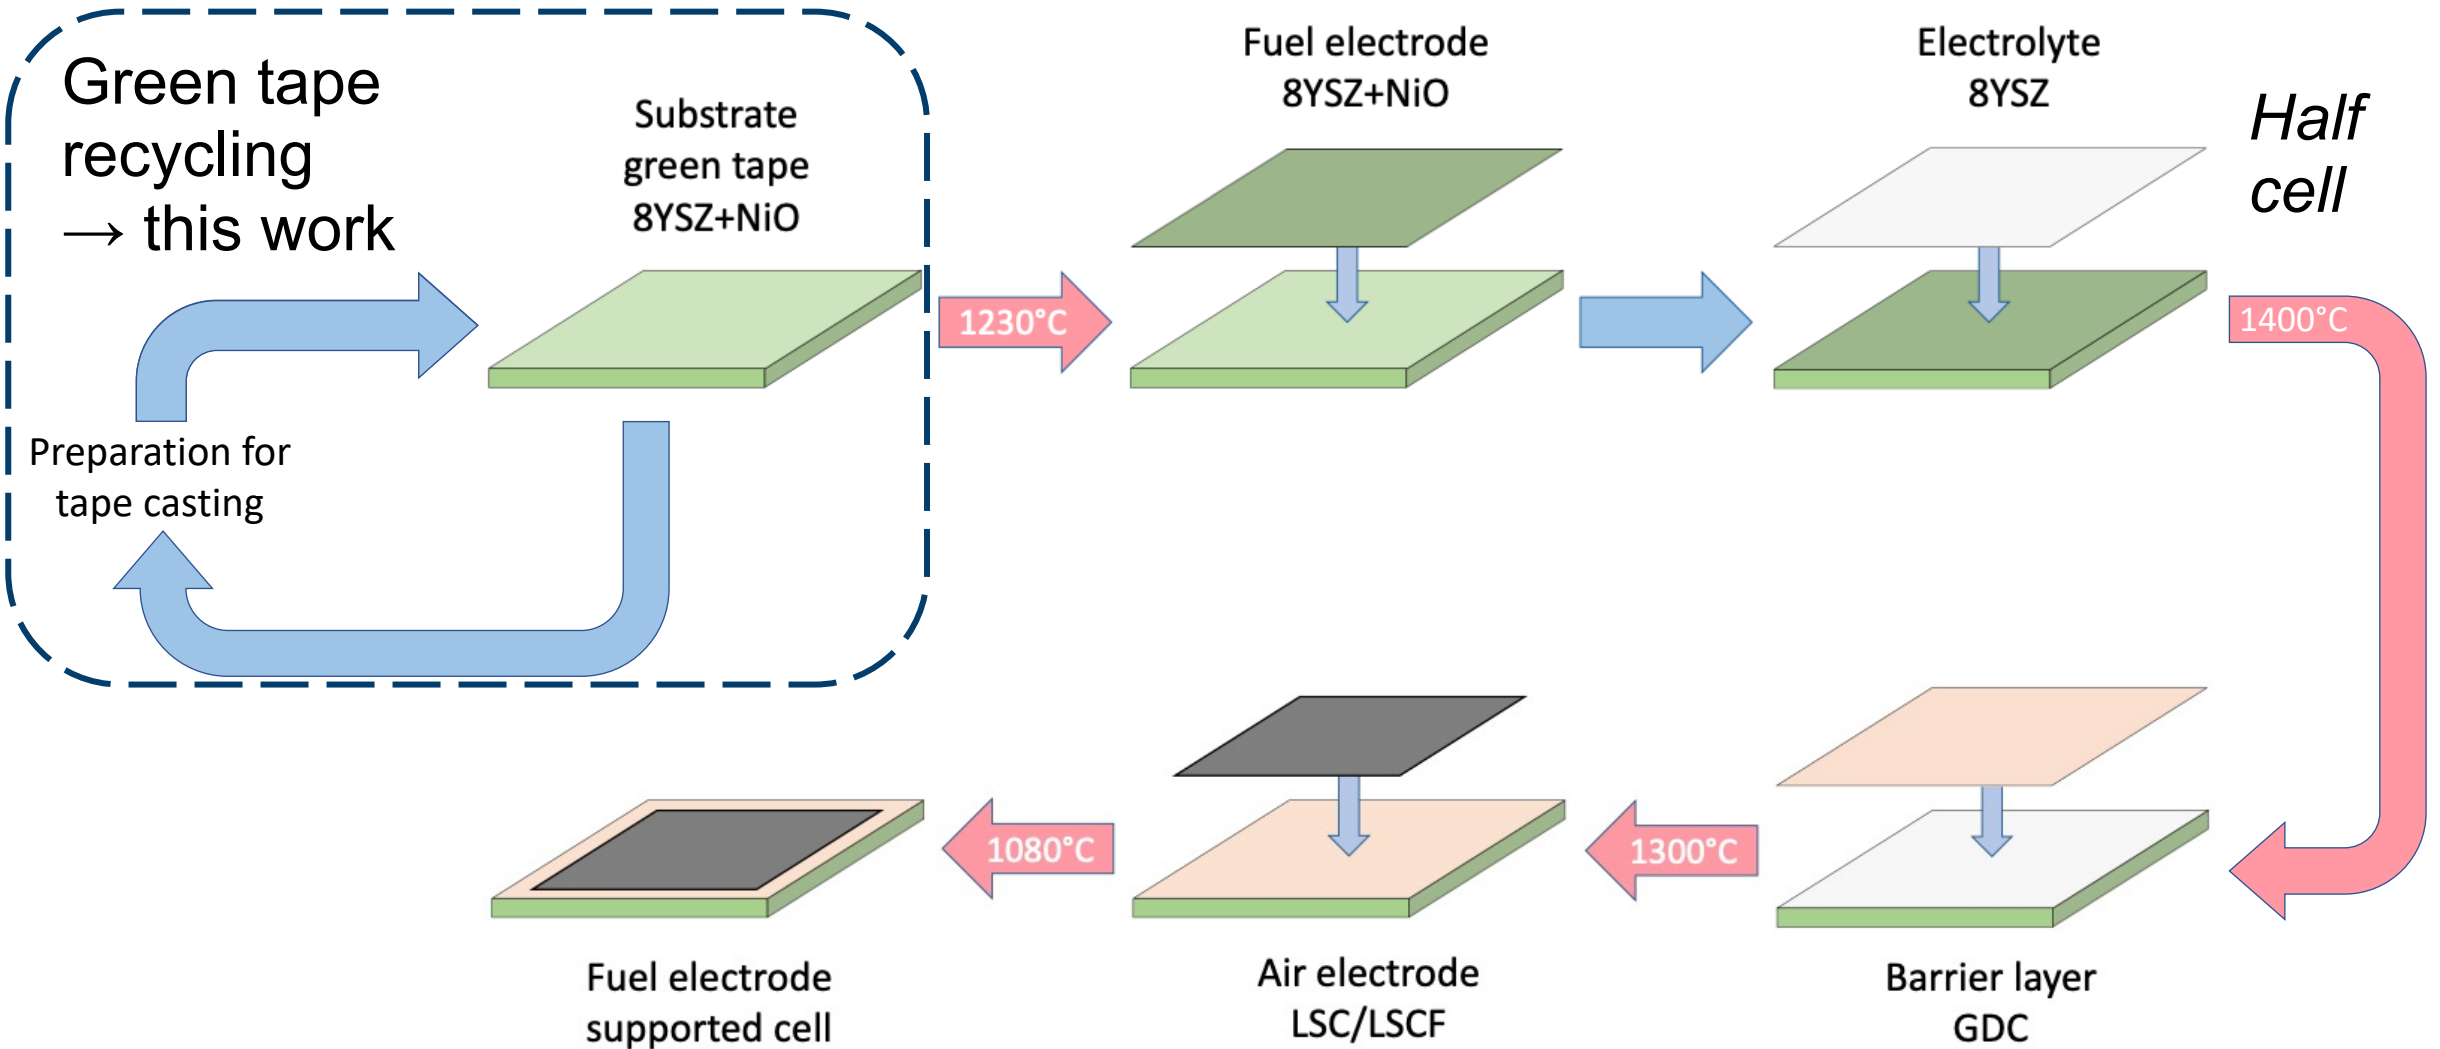 Green tape
recycling
→ this work
Substrate
green tape
8YSZ+NiO
Preparation for
tape casting
1230°C
Fuel electrode
8YSZ+NiO
Electrolyte
8YSZ
Half
cell
1400°C
Barrier layer
GDC
1300°C
Air electrode
LSC/LSCF
1080°C
Fuel electrode
supported cell